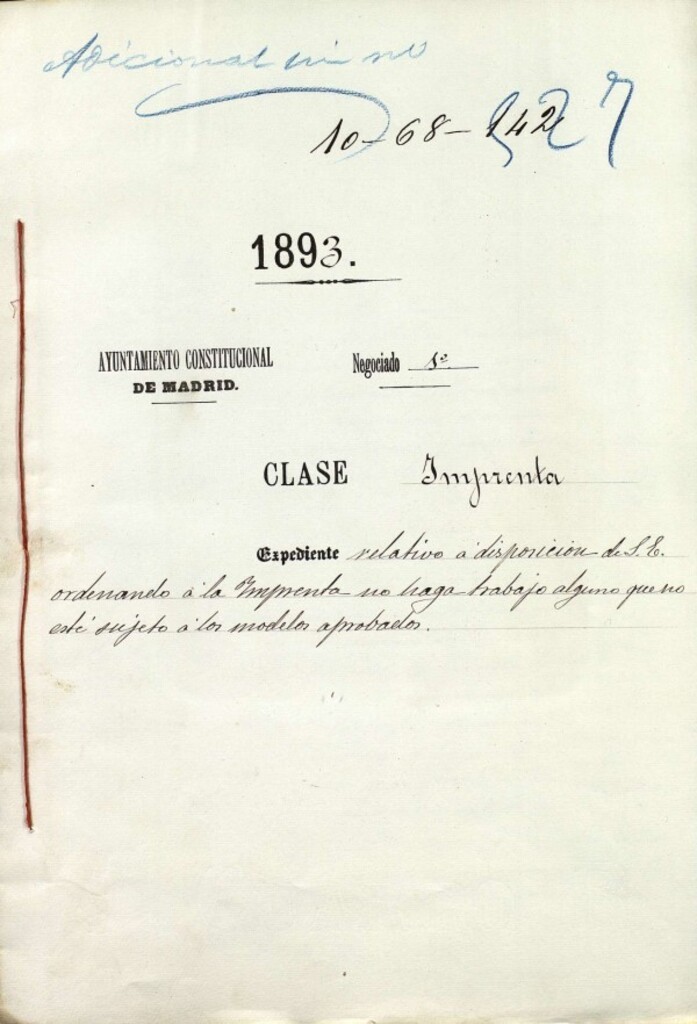 Adicional
10-68-142
1893.
AYUNTAMIENTO CONSTITUCIONAL
DE MADRID.
Negociado 1º
CLASE Imprenta
Expediente relativo á disposicion de S. E.
ordenando á la Imprenta no haga trabajo alguno que no
esté sujeto á los modelos aprobados.